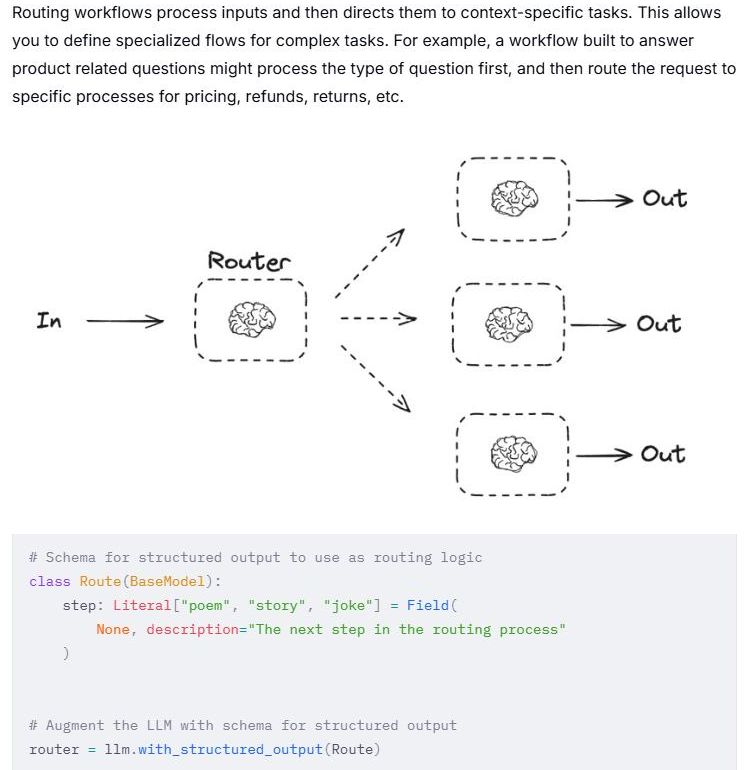 Routing workflows process inputs and then directs them to context-specific tasks. This allows
you to define specialized flows for complex tasks. For example, a workflow built to answer
product related questions might process the type of question first, and then route the request to
specific processes for pricing, refunds, returns, etc.
Out
Router
In
Out
Out
# Schema for structured output to use as routing logic
class Route(BaseModel):
    step: Literal["poem", "story", "joke"] = Field(
        None, description="The next step in the routing process"
    )
# Augment the LLM with schema for structured output
router = llm.with_structured_output(Route)